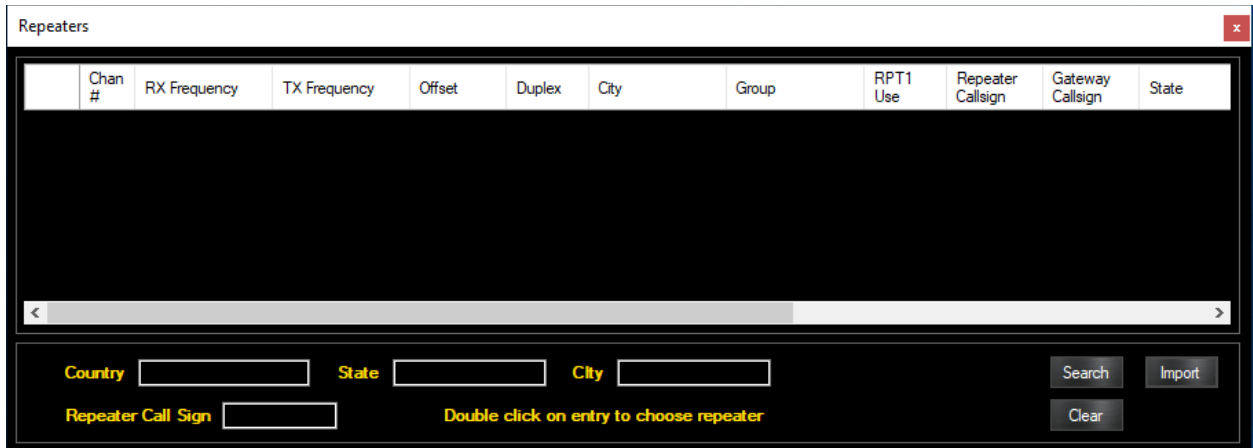 Repeaters
x
Chan # RX Frequency TX Frequency Offset Duplex City Group RPT1 Use Repeater Callsign Gateway Callsign State
Country State CIty Search Import
Repeater Call Sign Double click on entry to choose repeater Clear